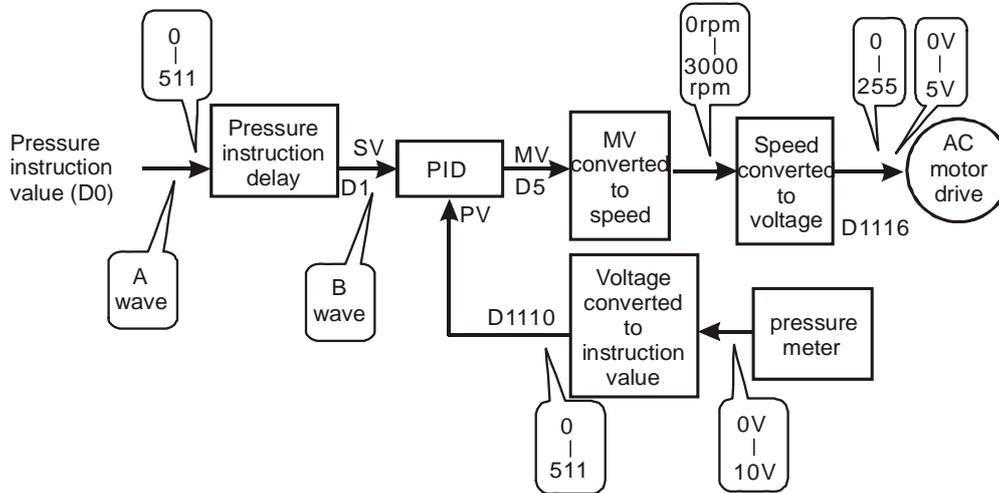 0
|
511
Pressure
instruction
value (D0)
A
wave
Pressure
instruction
delay
SV
D1
B
wave
PID
PV
MV
D5
MV
converted
to
speed
0rpm
|
3000
rpm
Speed
converted
to
voltage
0
|
255
0V
|
5V
D1116
AC
motor
drive
D1110
0
|
511
Voltage
converted
to
instruction
value
0V
|
10V
pressure
meter